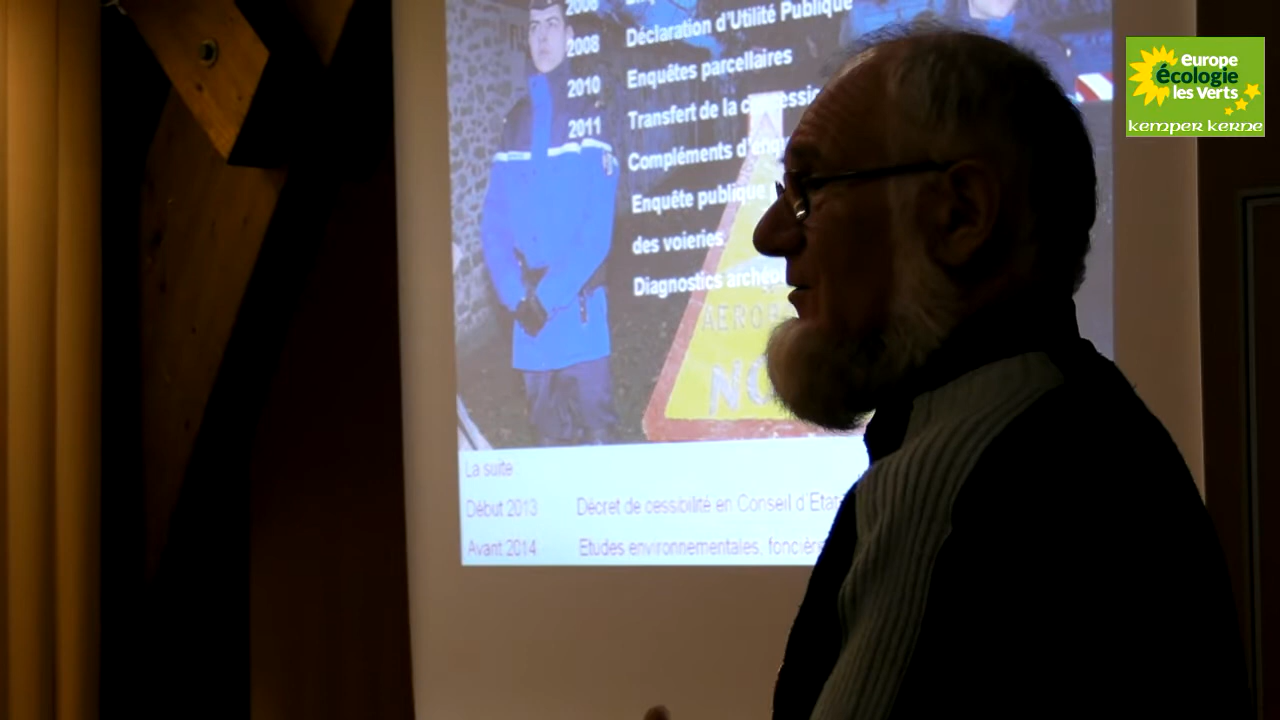 2006
Déclaration d'Utilité Publique
2008
Enquêtes parcellaires
2010
Transfert de la
2011
Compléments
Enquête publique
des voieries
Diagnostics
AERO
NO
La suite
Début 2013 Décret de cessibilité en Conseil d'Etat
Avant 2014 Etudes environnementales,
europe
écologie
les Verts
KEMPER KERNE